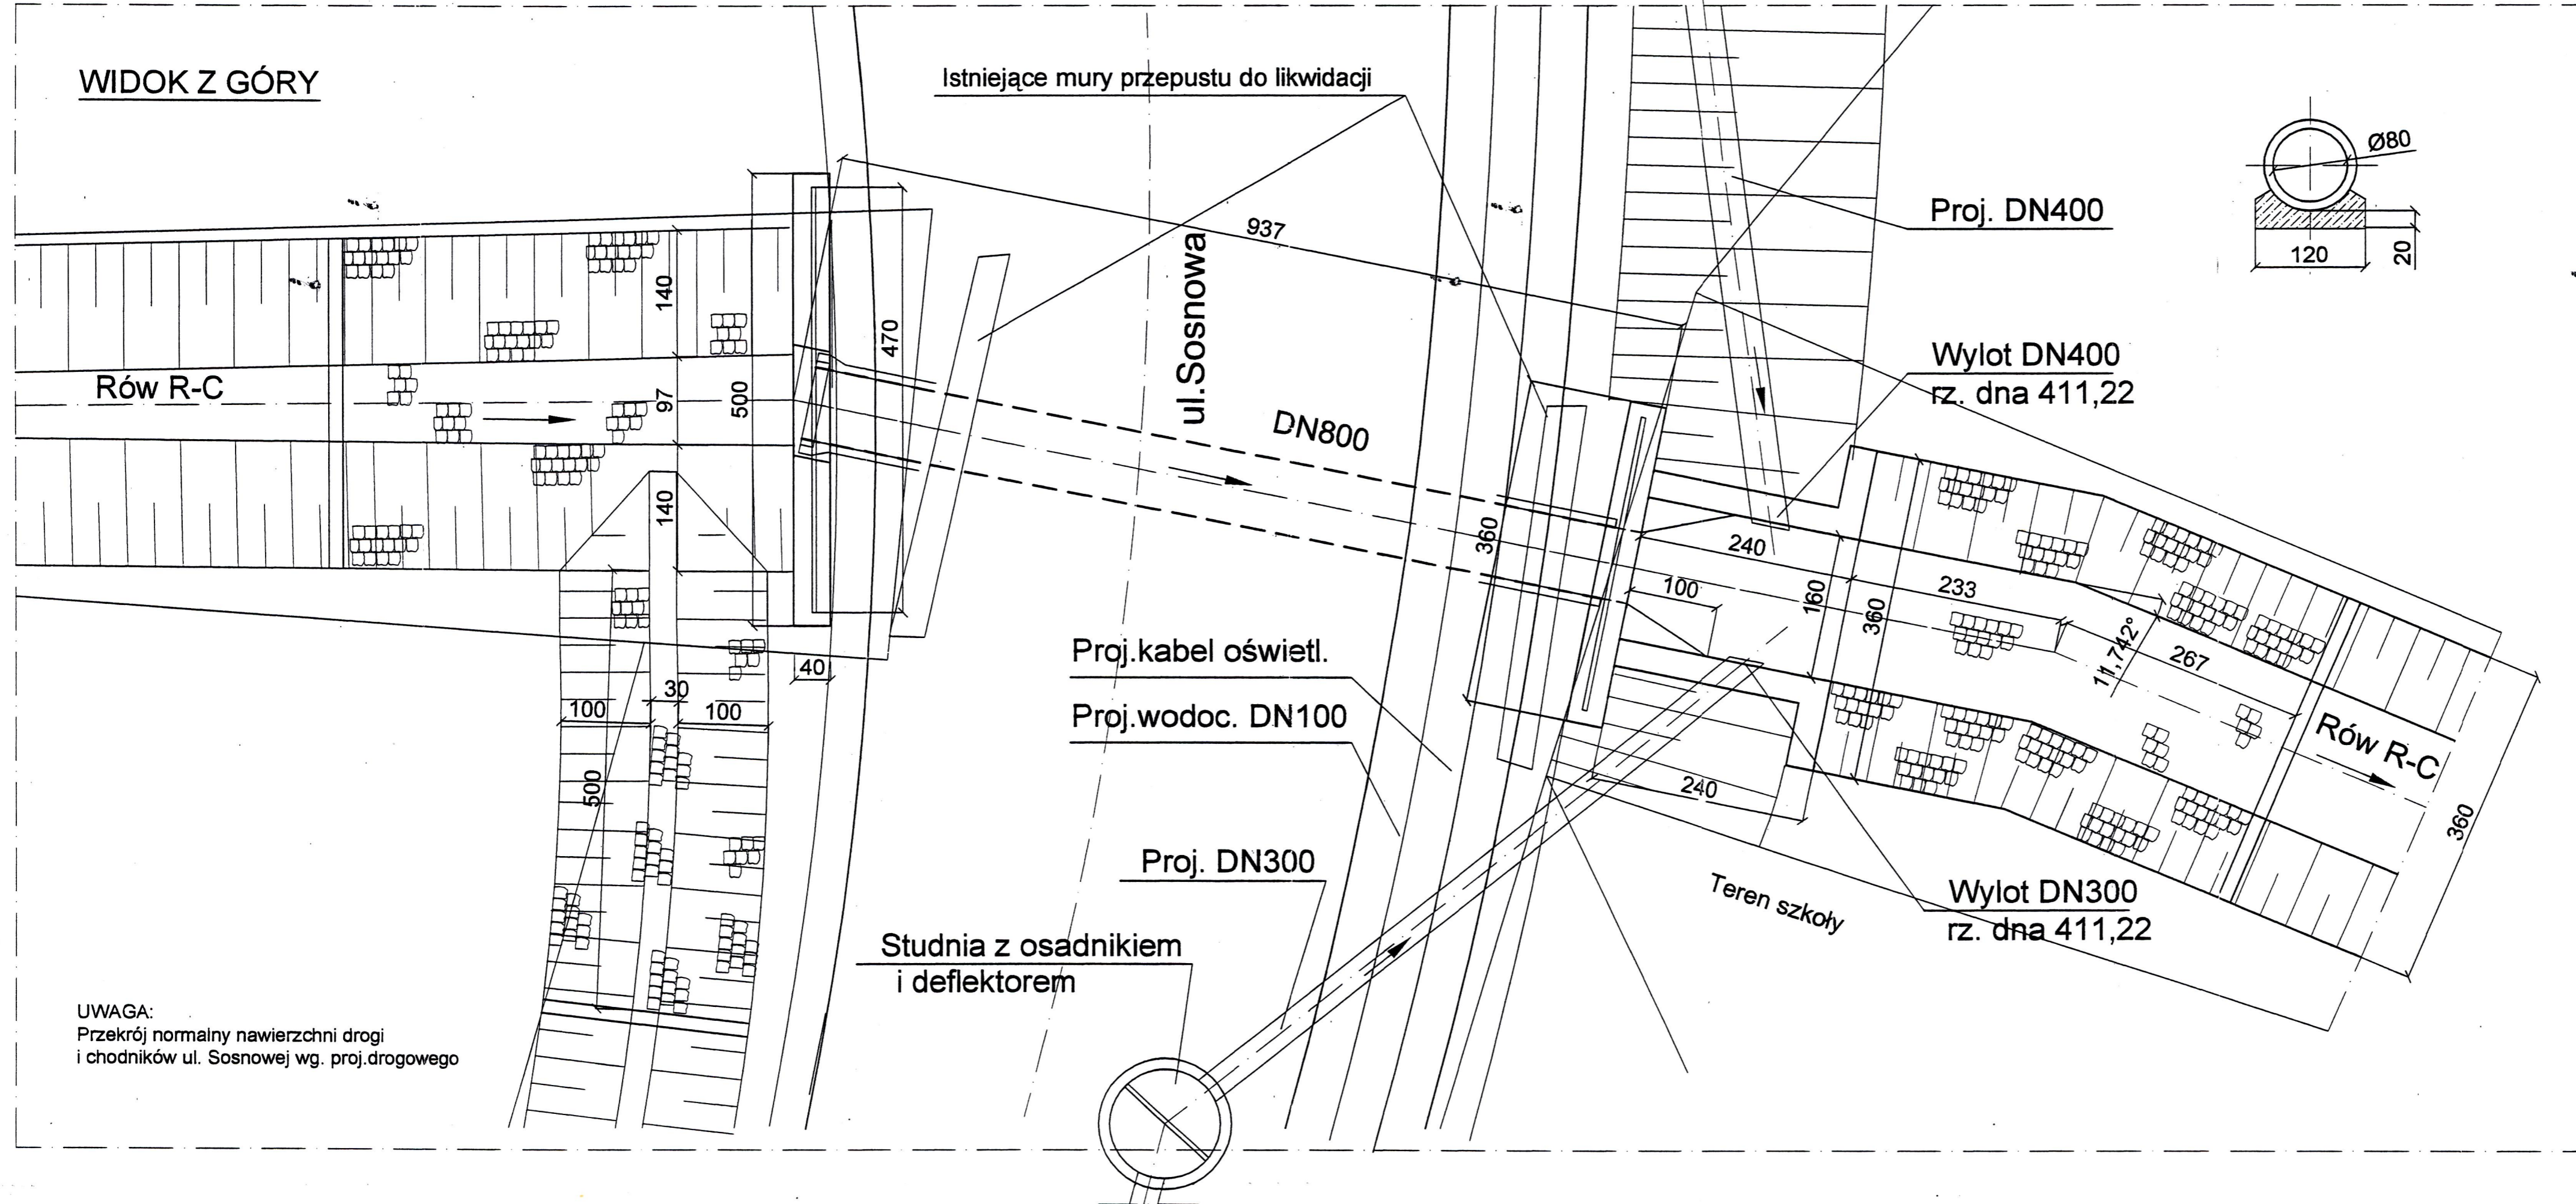 WIDOK Z GÓRY
Istniejące mury przepustu do likwidacji
Ø80
120
20
Proj. DN400
937
ul.Sosnowa
140
470
Wylot DN400
rz. dna 411,22
Rów R-C
97
500
DN800
140
360
240
100
160
360
233
11,742°
267
Rów R-C
360
40
30
100
100
500
Proj.kabel oświetl.
Proj.wodoc. DN100
240
Proj. DN300
Teren szkoły
Wylot DN300
rz. dna 411,22
Studnia z osadnikiem
i deflektorem
UWAGA:
Przekrój normalny nawierzchni drogi
i chodników ul. Sosnowej wg. proj.drogowego